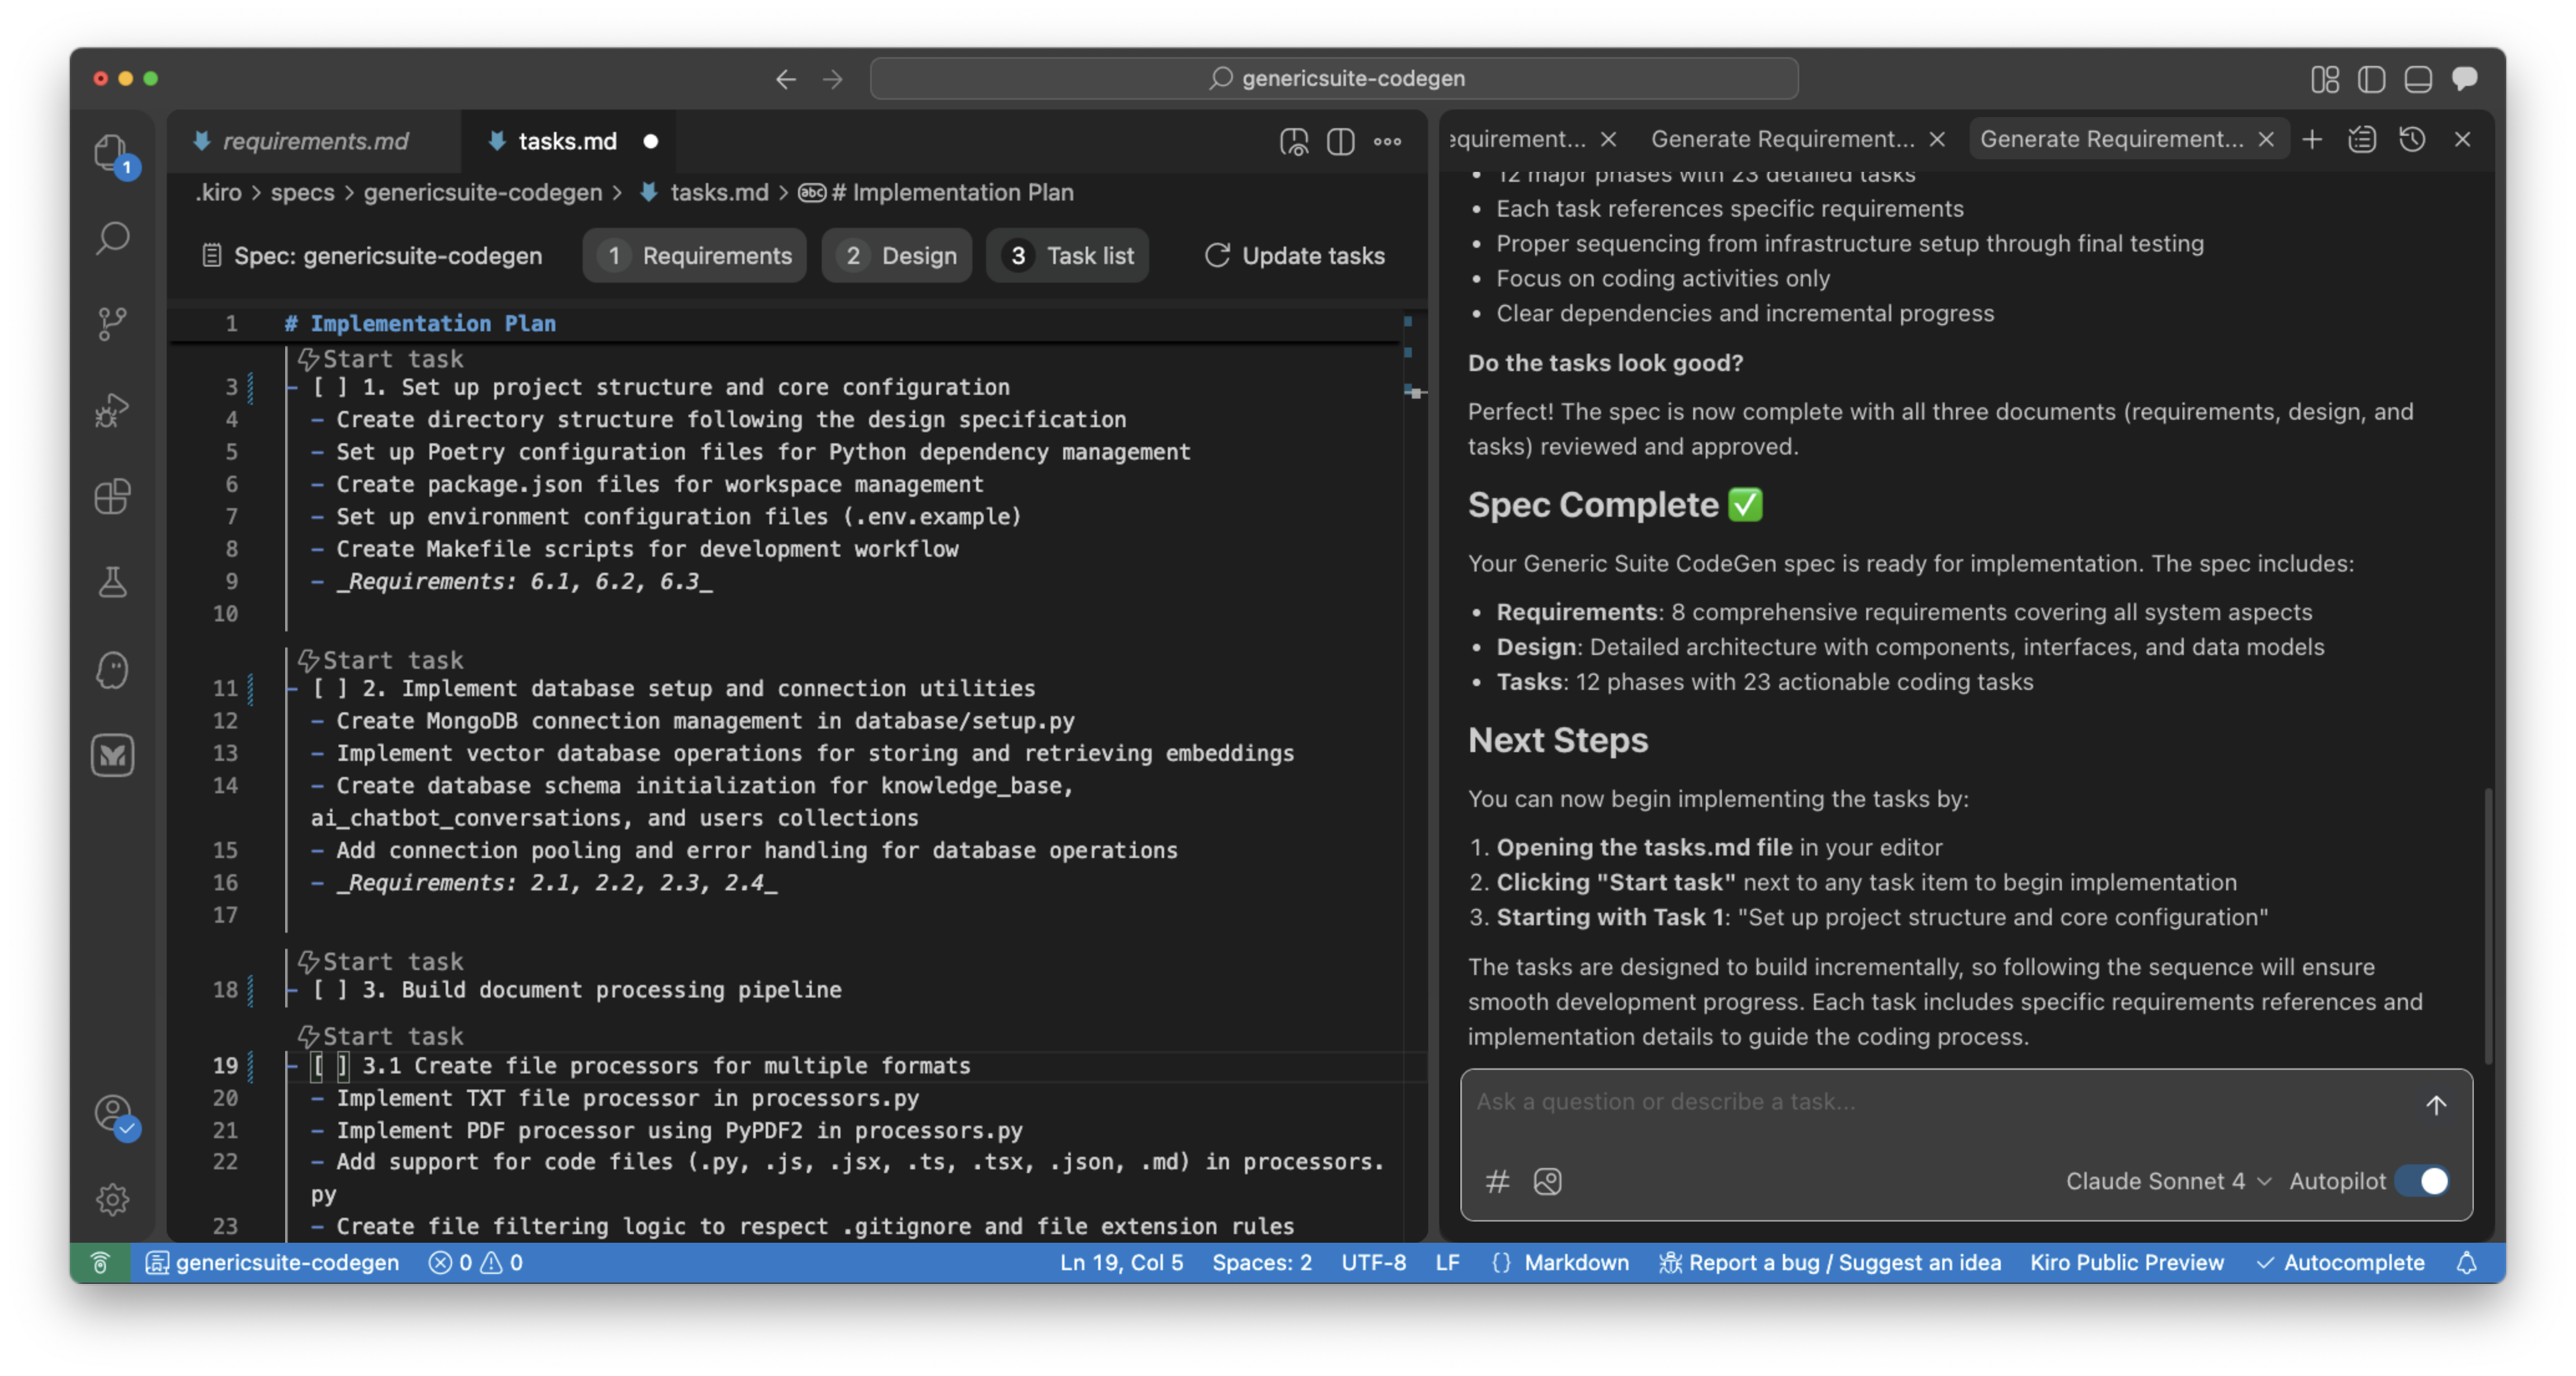 genericsuite-codegen
1
requirements.md
tasks.md
.kiro > specs > genericsuite-codegen > tasks.md > abc # Implementation Plan
Spec: genericsuite-codegen
1 Requirements
2 Design
3 Task list
Update tasks
1 # Implementation Plan
Start task
3 - [ ] 1. Set up project structure and core configuration
4 - Create directory structure following the design specification
5 - Set up Poetry configuration files for Python dependency management
6 - Create package.json files for workspace management
7 - Set up environment configuration files (.env.example)
8 - Create Makefile scripts for development workflow
9 - _Requirements: 6.1, 6.2, 6.3_
10
Start task
11 - [ ] 2. Implement database setup and connection utilities
12 - Create MongoDB connection management in database/setup.py
13 - Implement vector database operations for storing and retrieving embeddings
14 - Create database schema initialization for knowledge_base,
ai_chatbot_conversations, and users collections
15 - Add connection pooling and error handling for database operations
16 - _Requirements: 2.1, 2.2, 2.3, 2.4_
17
Start task
18 - [ ] 3. Build document processing pipeline
Start task
19 - [ ] 3.1 Create file processors for multiple formats
20 - Implement TXT file processor in processors.py
21 - Implement PDF processor using PyPDF2 in processors.py
22 - Add support for code files (.py, .js, .jsx, .ts, .tsx, .json, .md) in processors.
py
23 - Create file filtering logic to respect .gitignore and file extension rules
equirement...
Generate Requirement...
Generate Requirement...
• 12 major phases with 23 detailed tasks
• Each task references specific requirements
• Proper sequencing from infrastructure setup through final testing
• Focus on coding activities only
• Clear dependencies and incremental progress
Do the tasks look good?
Perfect! The spec is now complete with all three documents (requirements, design, and
tasks) reviewed and approved.
Spec Complete ✅
Your Generic Suite CodeGen spec is ready for implementation. The spec includes:
• Requirements: 8 comprehensive requirements covering all system aspects
• Design: Detailed architecture with components, interfaces, and data models
• Tasks: 12 phases with 23 actionable coding tasks
Next Steps
You can now begin implementing the tasks by:
1. Opening the tasks.md file in your editor
2. Clicking "Start task" next to any task item to begin implementation
3. Starting with Task 1: "Set up project structure and core configuration"
The tasks are designed to build incrementally, so following the sequence will ensure
smooth development progress. Each task includes specific requirements references and
implementation details to guide the coding process.
Ask a question or describe a task...
# Claude Sonnet 4 Autopilot
genericsuite-codegen 0 0 Ln 19, Col 5 Spaces: 2 UTF-8 LF {} Markdown Report a bug / Suggest an idea Kiro Public Preview ✓ Autocomplete